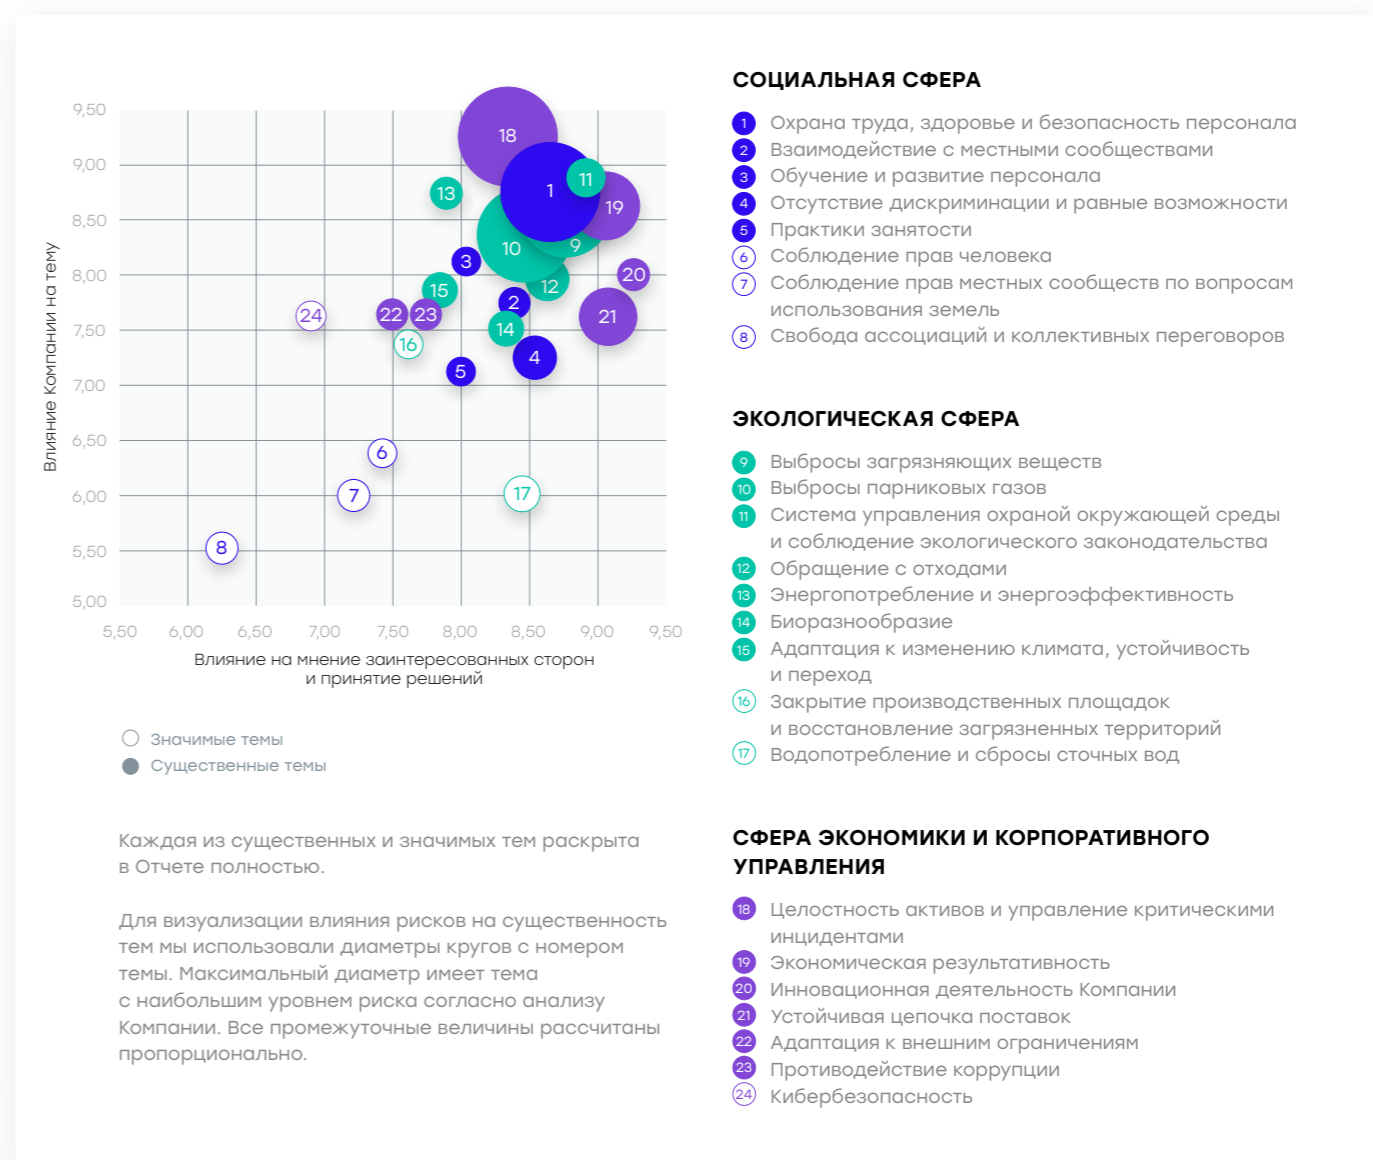 9,50
9,00
8,50
8,00
7,50
7,00
6,50
6,00
5,50
5,00
5,50 6,00 6,50 7,00 7,50 8,00 8,50 9,00 9,50
Влияние Компании на тему
Влияние на мнение заинтересованных сторон
и принятие решений
18
1
11
13
19
10
9
3
20
12
15
2
22
23
21
24
14
16
4
5
6
7
17
8
Значимые темы
Существенные темы
Каждая из существенных и значимых тем раскрыта
в Отчете полностью.
Для визуализации влияния рисков на существенность
тем мы использовали диаметры кругов с номером
темы. Максимальный диаметр имеет тема
с наибольшим уровнем риска согласно анализу
Компании. Все промежуточные величины рассчитаны
пропорционально.
СОЦИАЛЬНАЯ СФЕРА
1 Охрана труда, здоровье и безопасность персонала
2 Взаимодействие с местными сообществами
3 Обучение и развитие персонала
4 Отсутствие дискриминации и равные возможности
5 Практики занятости
6 Соблюдение прав человека
7 Соблюдение прав местных сообществ по вопросам
использования земель
8 Свобода ассоциаций и коллективных переговоров
ЭКОЛОГИЧЕСКАЯ СФЕРА
9 Выбросы загрязняющих веществ
10 Выбросы парниковых газов
11 Система управления охраной окружающей среды
и соблюдение экологического законодательства
12 Обращение с отходами
13 Энергопотребление и энергоэффективность
14 Биоразнообразие
15 Адаптация к изменению климата, устойчивость
и переход
16 Закрытие производственных площадок
и восстановление загрязненных территорий
17 Водопотребление и сбросы сточных вод
СФЕРА ЭКОНОМИКИ И КОРПОРАТИВНОГО
УПРАВЛЕНИЯ
18 Целостность активов и управление критическими
инцидентами
19 Экономическая результативность
20 Инновационная деятельность Компании
21 Устойчивая цепочка поставок
22 Адаптация к внешним ограничениям
23 Противодействие коррупции
24 Кибербезопасность